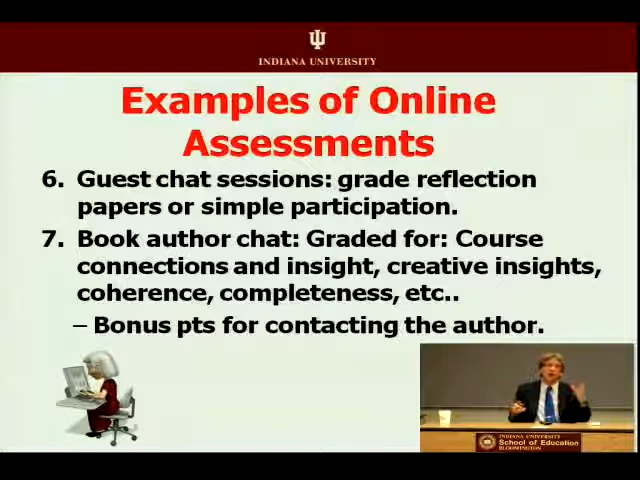 INDIANA UNIVERSITY
Examples of Online
Assessments
6. Guest chat sessions: grade reflection
papers or simple participation.
7. Book author chat: Graded for: Course
connections and insight, creative insights,
coherence, completeness, etc..
– Bonus pts for contacting the author.
INDIANA UNIVERSITY
School of Education
BLOOMINGTON